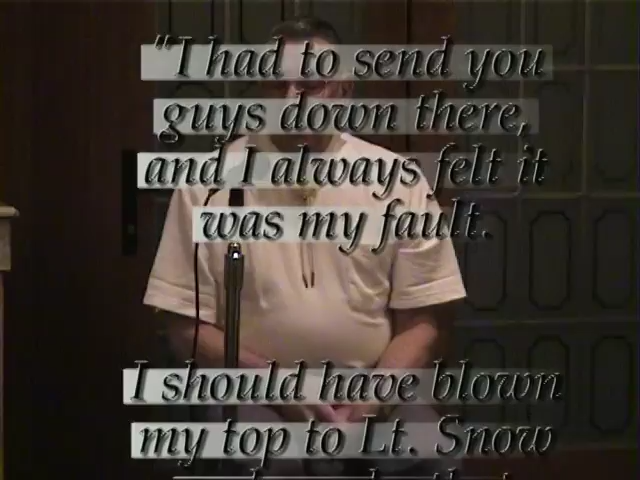 "I had to send you
guys down there,
and I always felt it
was my fault.
I should have blown
my top to Lt. Snow